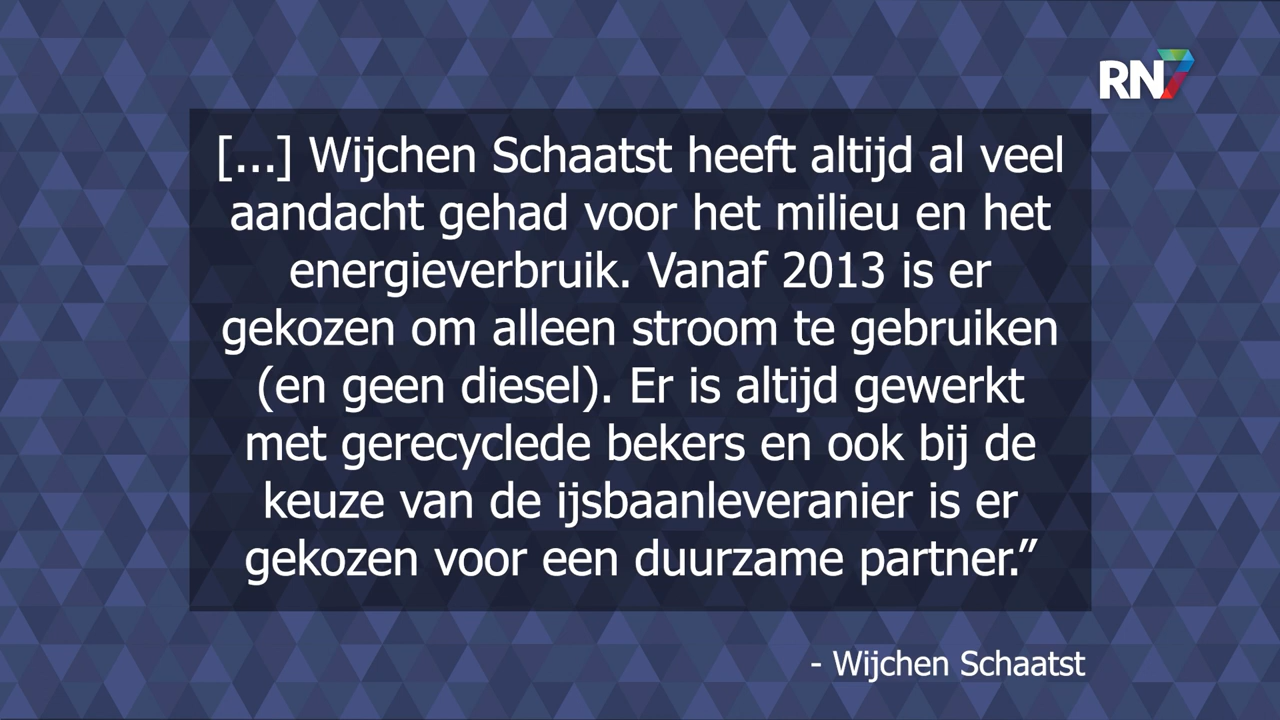 RN7
[...] Wijchen Schaatst heeft altijd al veel
aandacht gehad voor het milieu en het
energieverbruik. Vanaf 2013 is er
gekozen om alleen stroom te gebruiken
(en geen diesel). Er is altijd gewerkt
met gerecyclede bekers en ook bij de
keuze van de ijsbaanleveranier is er
gekozen voor een duurzame partner.”
- Wijchen Schaatst